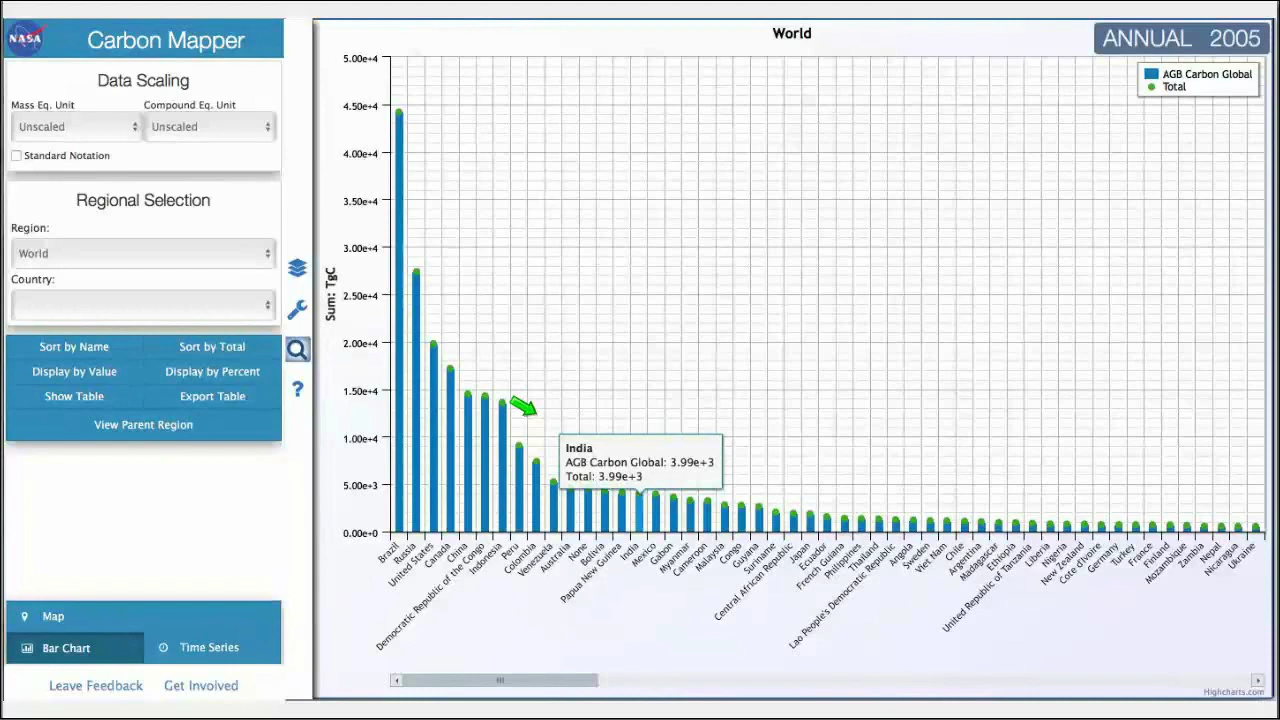 NASA
Carbon Mapper
Data Scaling
Mass Eq. Unit Compound Eq. Unit
Unscaled Unscaled
Standard Notation
Regional Selection
Region:
World
Country:
Sort by Name Sort by Total
Display by Value Display by Percent
Show Table Export Table
View Parent Region
Map
Bar Chart Time Series
Leave Feedback Get Involved
?
World
ANNUAL 2005
AGB Carbon Global
Total
Sum: TgC
5.00e+4
4.50e+4
4.00e+4
3.50e+4
3.00e+4
2.50e+4
2.00e+4
1.50e+4
1.00e+4
5.00e+3
0.00e+0
India
AGB Carbon Global: 3.99e+3
Total: 3.99e+3
Brazil
Russia
United States
Canada
China
Democratic Republic of the Congo
Indonesia
Peru
Colombia
Venezuela
Australia
None
Bolivia
Papua New Guinea
India
Mexico
Gabon
Myanmar
Cameroon
Malaysia
Congo
Guyana
Suriname
Central African Republic
Japan
Ecuador
French Guiana
Philippines
Thailand
Lao People's Democratic Republic
Angola
Sweden
Viet Nam
Chile
Argentina
Madagascar
Ethiopia
United Republic of Tanzania
Liberia
Nigeria
New Zealand
Cote d'Ivoire
Germany
Turkey
France
Finland
Mozambique
Zambia
Nepal
Nicaragua
Ukraine
Highcharts.com